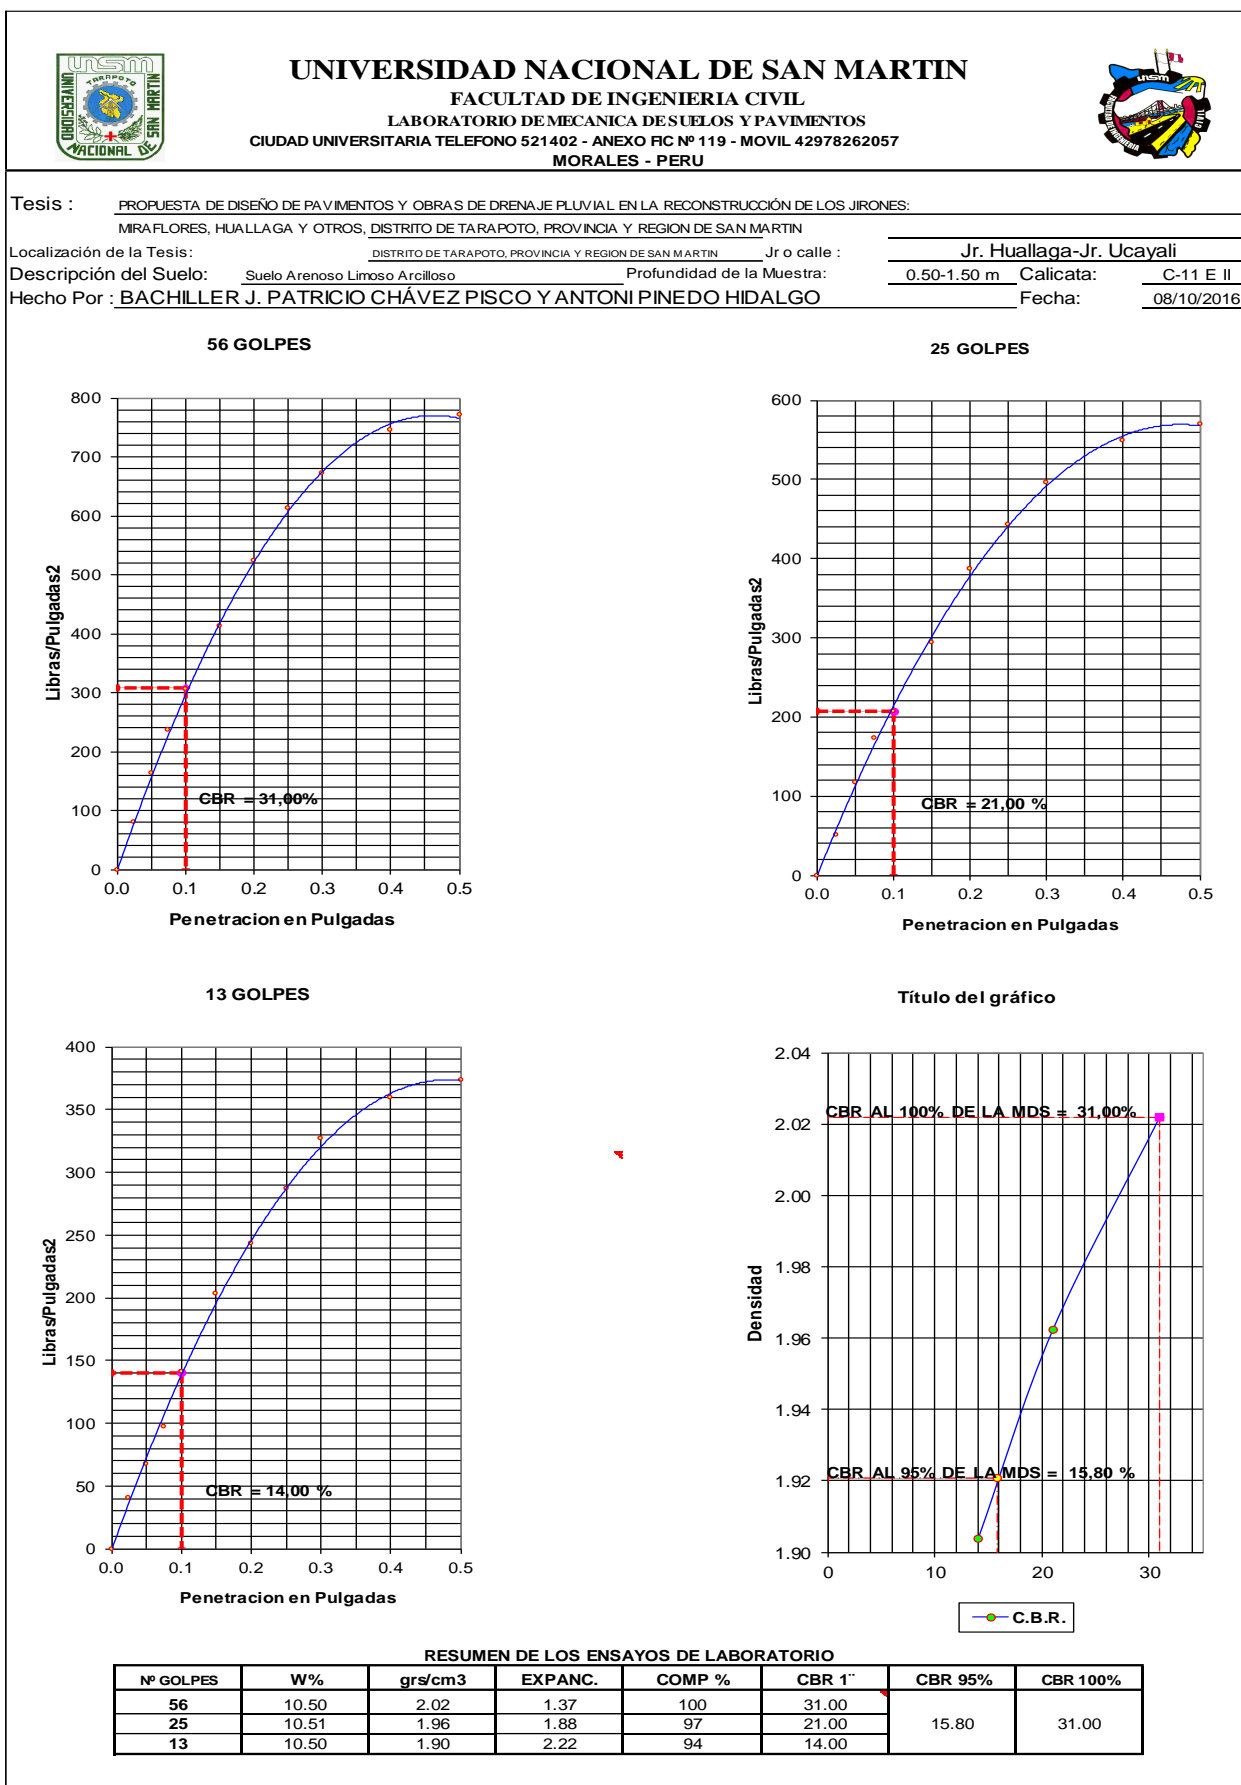 UNSM
TARAPOTO
UNIVERSIDAD NACIONAL DE SAN MARTIN
UNIVERSIDAD NACIONAL DE SAN MARTIN
FACULTAD DE INGENIERIA CIVIL
LABORATORIO DE MECANICA DE SUELOS Y PAVIMENTOS
CIUDAD UNIVERSITARIA TELEFONO 521402 - ANEXO FIC Nº 119 - MOVIL 42978262057
MORALES - PERU
Tesis : PROPUESTA DE DISEÑO DE PAVIMENTOS Y OBRAS DE DRENAJE PLUVIAL EN LA RECONSTRUCCIÓN DE LOS JIRONES:
MIRAFLORES, HUALLAGA Y OTROS, DISTRITO DE TARAPOTO, PROVINCIA Y REGION DE SAN MARTIN
Localización de la Tesis: DISTRITO DE TARAPOTO, PROVINCIA Y REGION DE SAN MARTIN Jr o calle : Jr. Huallaga-Jr. Ucayali
Descripción del Suelo: Suelo Arenoso Limoso Arcilloso Profundidad de la Muestra: 0.50-1.50 m Calicata: C-11 E II
Hecho Por : BACHILLER J. PATRICIO CHÁVEZ PISCO Y ANTONI PINEDO HIDALGO Fecha: 08/10/2016
56 GOLPES
800
700
600
500
400
300
200
100
0
Libras/Pulgadas2
CBR = 31,00%
0.0 0.1 0.2 0.3 0.4 0.5
Penetracion en Pulgadas
25 GOLPES
600
500
400
300
200
100
0
Libras/Pulgadas2
CBR = 21,00 %
0.0 0.1 0.2 0.3 0.4 0.5
Penetracion en Pulgadas
13 GOLPES
400
350
300
250
200
150
100
50
0
Libras/Pulgadas2
CBR = 14,00 %
0.0 0.1 0.2 0.3 0.4 0.5
Penetracion en Pulgadas
Título del gráfico
2.04
2.02
2.00
1.98
1.96
1.94
1.92
1.90
Densidad
CBR AL 100% DE LA MDS = 31,00%
CBR AL 95% DE LA MDS = 15,80 %
0 10 20 30
C.B.R.
RESUMEN DE LOS ENSAYOS DE LABORATORIO
Nº GOLPES W% grs/cm3 EXPANC. COMP % CBR 1¨ CBR 95% CBR 100%
56 10.50 2.02 1.37 100 31.00
25 10.51 1.96 1.88 97 21.00 15.80 31.00
13 10.50 1.90 2.22 94 14.00